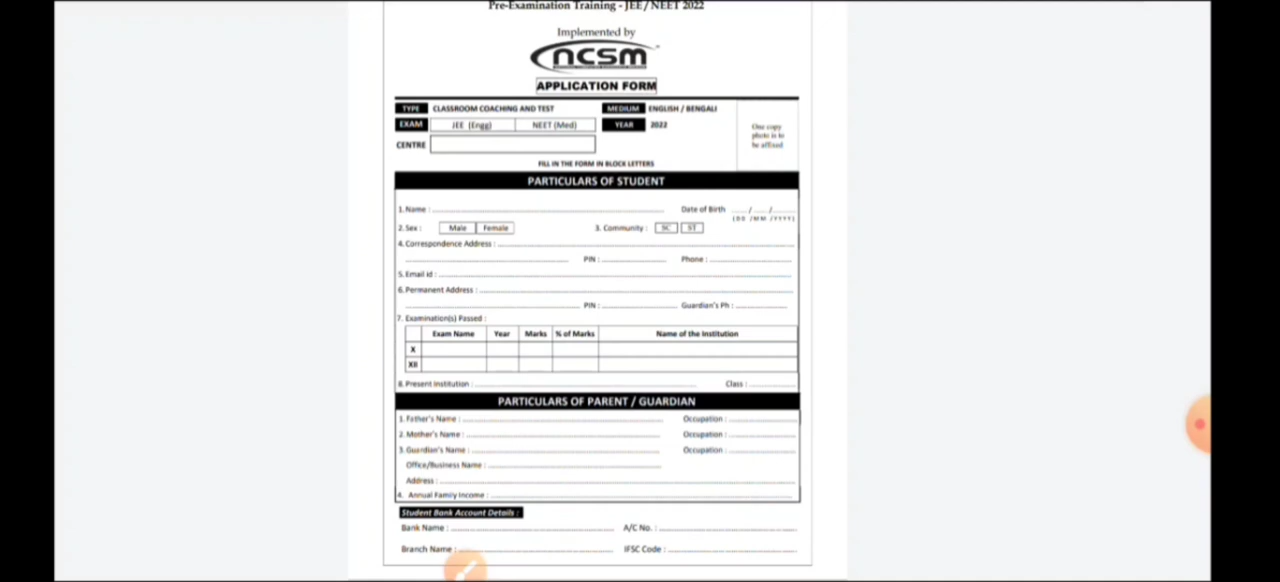 Pre-Examination Training - JEE / NEET 2022
Implemented by
ncsm
APPLICATION FORM
TYPE CLASSROOM COACHING AND TEST MEDIUM ENGLISH / BENGALI
EXAM JEE (Engg) NEET (Med) YEAR 2022
One copy
photo is to
be affixed
CENTRE
FILL IN THE FORM IN BLOCK LETTERS
PARTICULARS OF STUDENT
1. Name : Date of Birth / /
(DD /MM /YYYY)
2. Sex : Male Female 3. Community : SC ST
4. Correspondence Address :
PIN : Phone :
5. Email id :
6. Permanent Address :
PIN : Guardian's Ph :
7. Examination(s) Passed :
Exam Name Year Marks % of Marks Name of the Institution
X
XII
8. Present Institution : Class :
PARTICULARS OF PARENT / GUARDIAN
1. Father's Name : Occupation :
2. Mother's Name : Occupation :
3. Guardian's Name : Occupation :
Office/Business Name :
Address :
4. Annual Family Income :
Student Bank Account Details :
Bank Name : A/C No. :
Branch Name : IFSC Code :